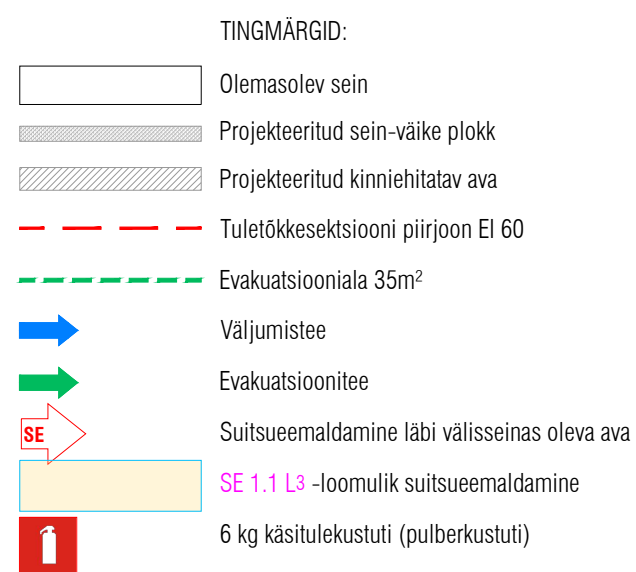 TINGMÄRGID:
Olemasolev sein
Projekteeritud sein-väike plokk
Projekteeritud kinniehitatav ava
Tuletõkkesektsiooni piirjoon EI 60
Evakuatsiooniala 35m²
Väljumistee
Evakuatsioonitee
SE Suitsueemaldamine läbi välisseinas oleva ava
SE 1.1 L3 -loomulik suitsueemaldamine
6 kg käsitulekustuti (pulberkustuti)